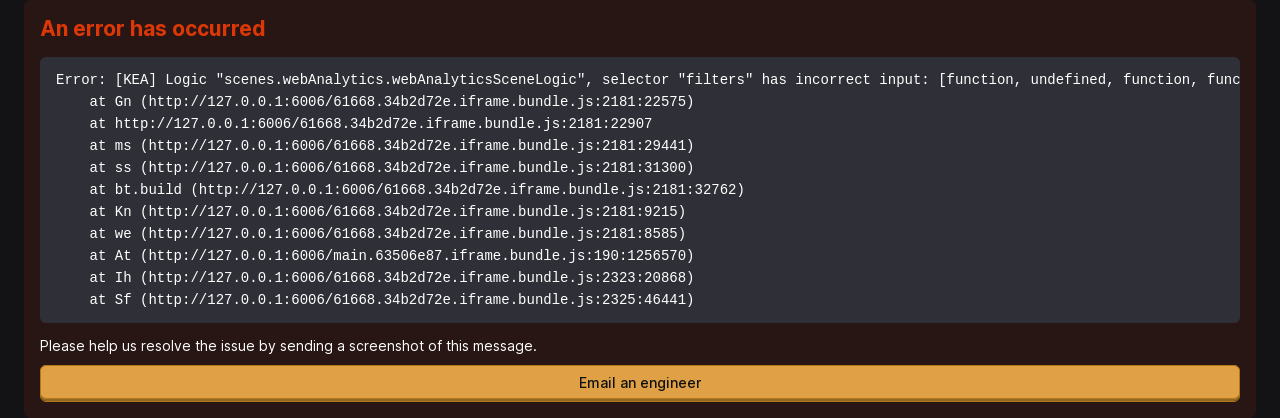 An error has occurred
Error: [KEA] Logic "scenes.webAnalytics.webAnalyticsSceneLogic", selector "filters" has incorrect input: [function, undefined, function, func
at Gn (http://127.0.0.1:6006/61668.34b2d72e.iframe.bundle.js:2181:22575)
at http://127.0.0.1:6006/61668.34b2d72e.iframe.bundle.js:2181:22907
at ms (http://127.0.0.1:6006/61668.34b2d72e.iframe.bundle.js:2181:29441)
at ss (http://127.0.0.1:6006/61668.34b2d72e.iframe.bundle.js:2181:31300)
at bt.build (http://127.0.0.1:6006/61668.34b2d72e.iframe.bundle.js:2181:32762)
at Kn (http://127.0.0.1:6006/61668.34b2d72e.iframe.bundle.js:2181:9215)
at we (http://127.0.0.1:6006/61668.34b2d72e.iframe.bundle.js:2181:8585)
at At (http://127.0.0.1:6006/main.63506e87.iframe.bundle.js:190:1256570)
at Ih (http://127.0.0.1:6006/61668.34b2d72e.iframe.bundle.js:2323:20868)
at Sf (http://127.0.0.1:6006/61668.34b2d72e.iframe.bundle.js:2325:46441)
Please help us resolve the issue by sending a screenshot of this message.
Email an engineer